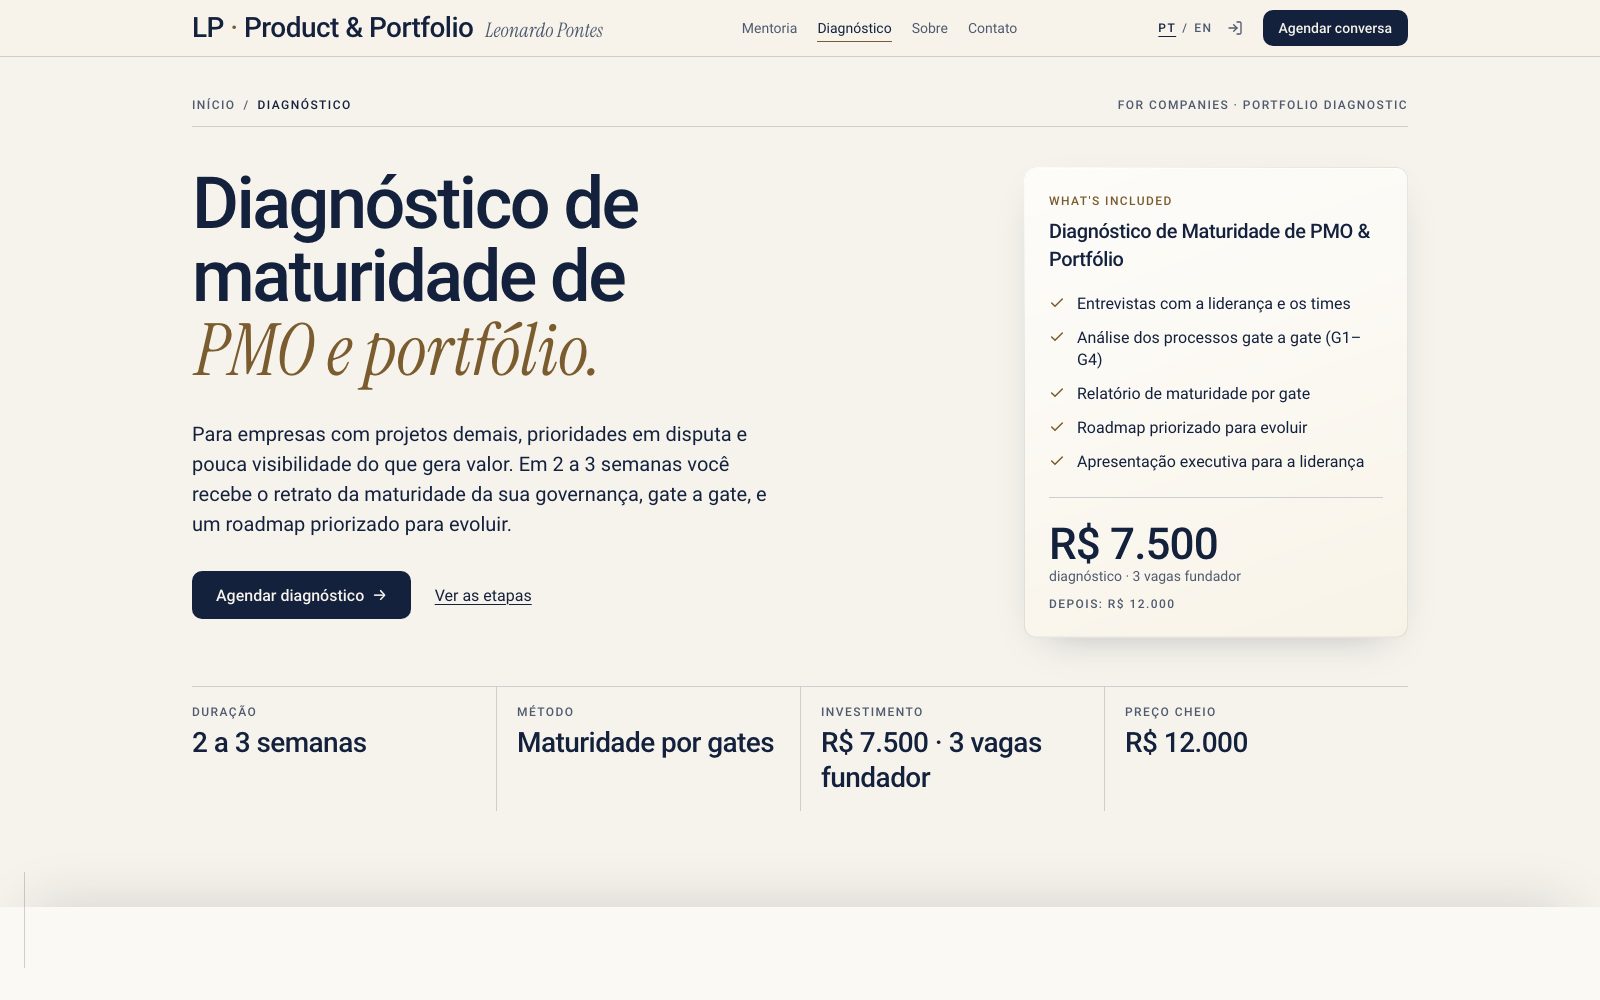 LP · Product & Portfolio Leonardo Pontes
Mentoria Diagnóstico Sobre Contato
PT / EN
Agendar conversa
INÍCIO / DIAGNÓSTICO
FOR COMPANIES · PORTFOLIO DIAGNOSTIC
Diagnóstico de
maturidade de
PMO e portfólio.
Para empresas com projetos demais, prioridades em disputa e
pouca visibilidade do que gera valor. Em 2 a 3 semanas você
recebe o retrato da maturidade da sua governança, gate a gate, e
um roadmap priorizado para evoluir.
Agendar diagnóstico →
Ver as etapas
WHAT'S INCLUDED
Diagnóstico de Maturidade de PMO &
Portfólio
Entrevistas com a liderança e os times
Análise dos processos gate a gate (G1–
G4)
Relatório de maturidade por gate
Roadmap priorizado para evoluir
Apresentação executiva para a liderança
R$ 7.500
diagnóstico · 3 vagas fundador
DEPOIS: R$ 12.000
DURAÇÃO
2 a 3 semanas
MÉTODO
Maturidade por gates
INVESTIMENTO
R$ 7.500 · 3 vagas
fundador
PREÇO CHEIO
R$ 12.000